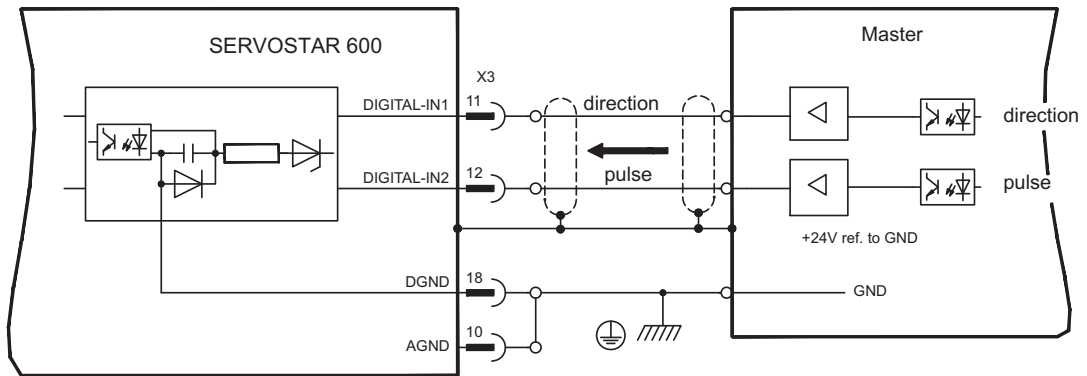 SERVOSTAR 600
Master
X3
DIGITAL-IN1
11
direction
direction
DIGITAL-IN2
12
pulse
pulse
+24V ref. to GND
DGND
18
GND
AGND
10